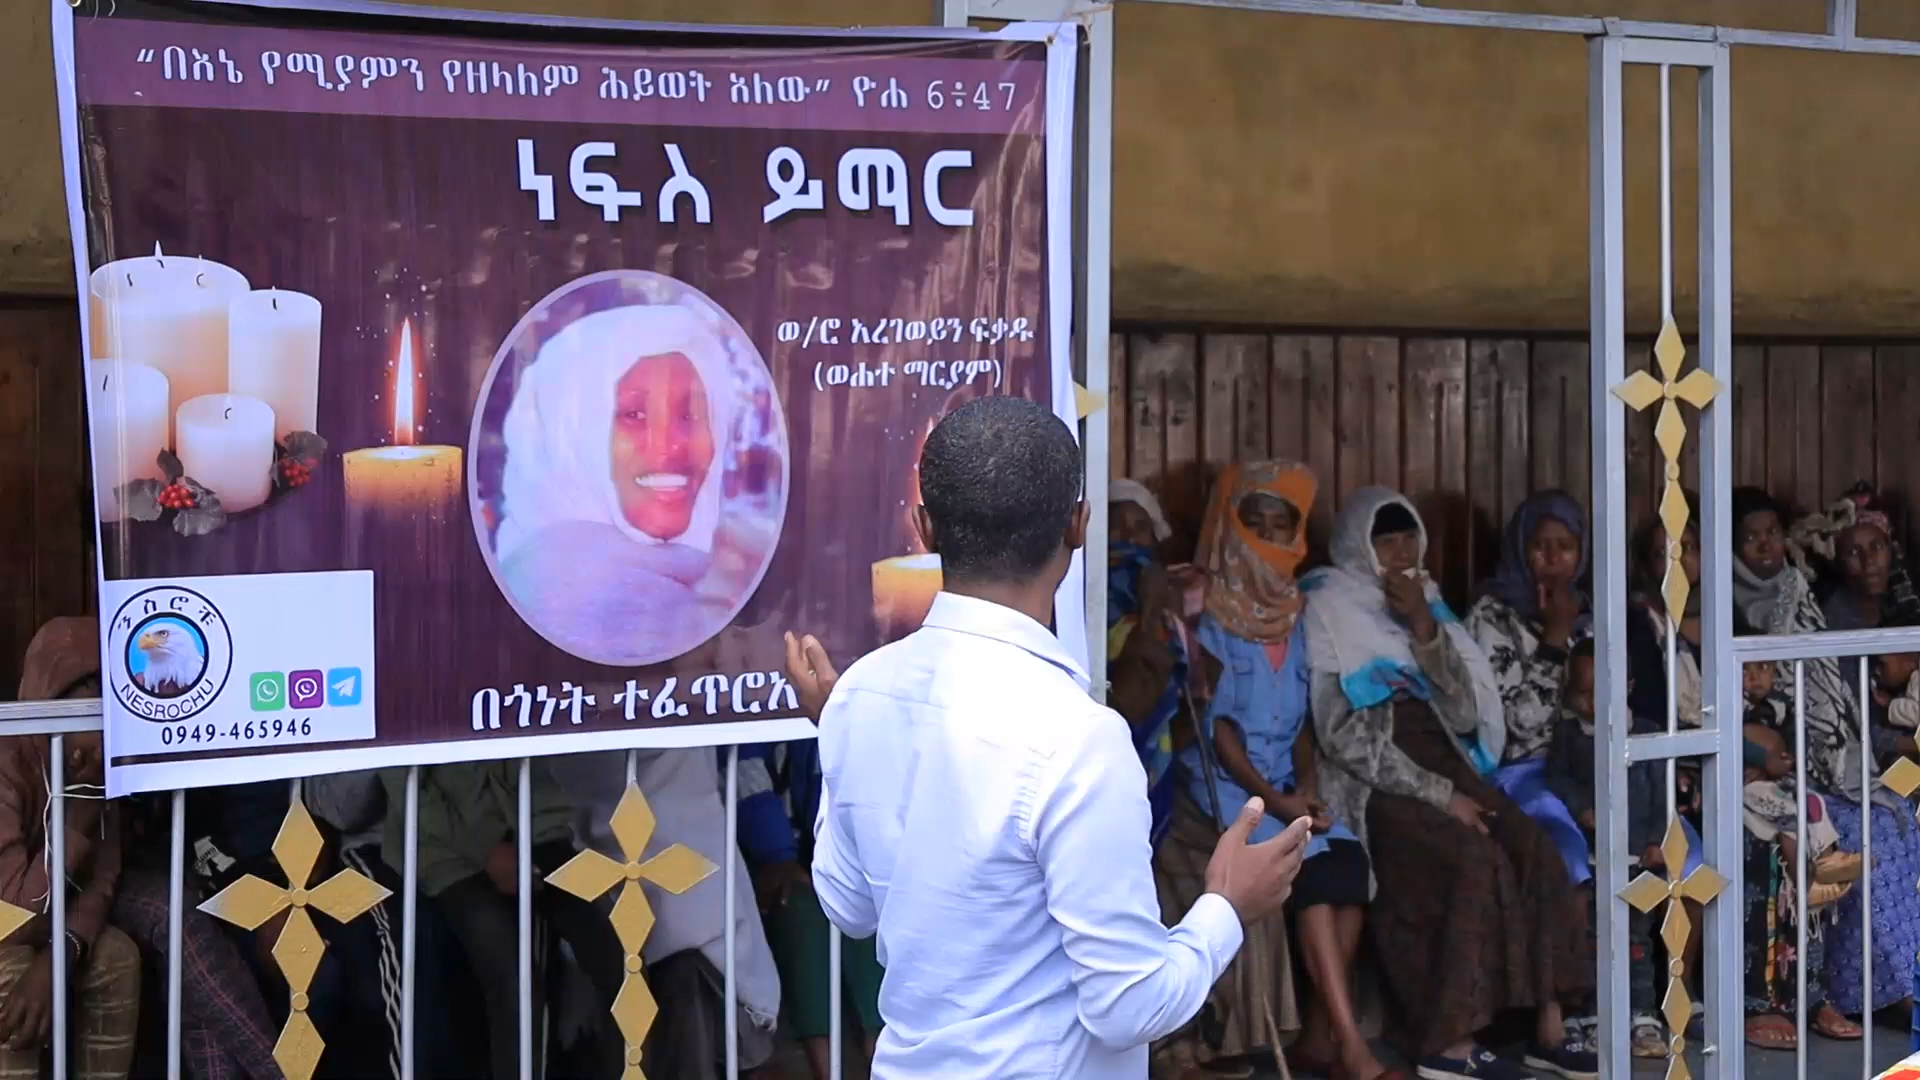 “በእኔ የሚያምን የዘላለም ሕይወት አለው” ዮሐ 6፥47
ነፍስ ይማር
ወ/ሮ አረገወይን ፍቃዱ
(ወሐተ ማርያም)
በጎነት ተፈጥሮአ
ንስሮቹ
NESROCHU
0949-465946